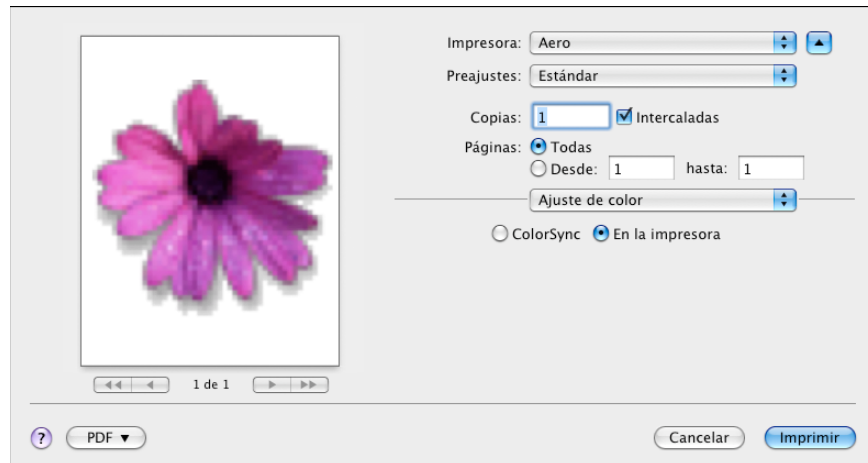 Impresora: Aero
Preajustes: Estándar
Copias: 1 Intercaladas
Páginas: Todas
Desde: 1 hasta: 1
Ajuste de color
ColorSync En la impresora
1 de 1
? PDF ▼ Cancelar Imprimir